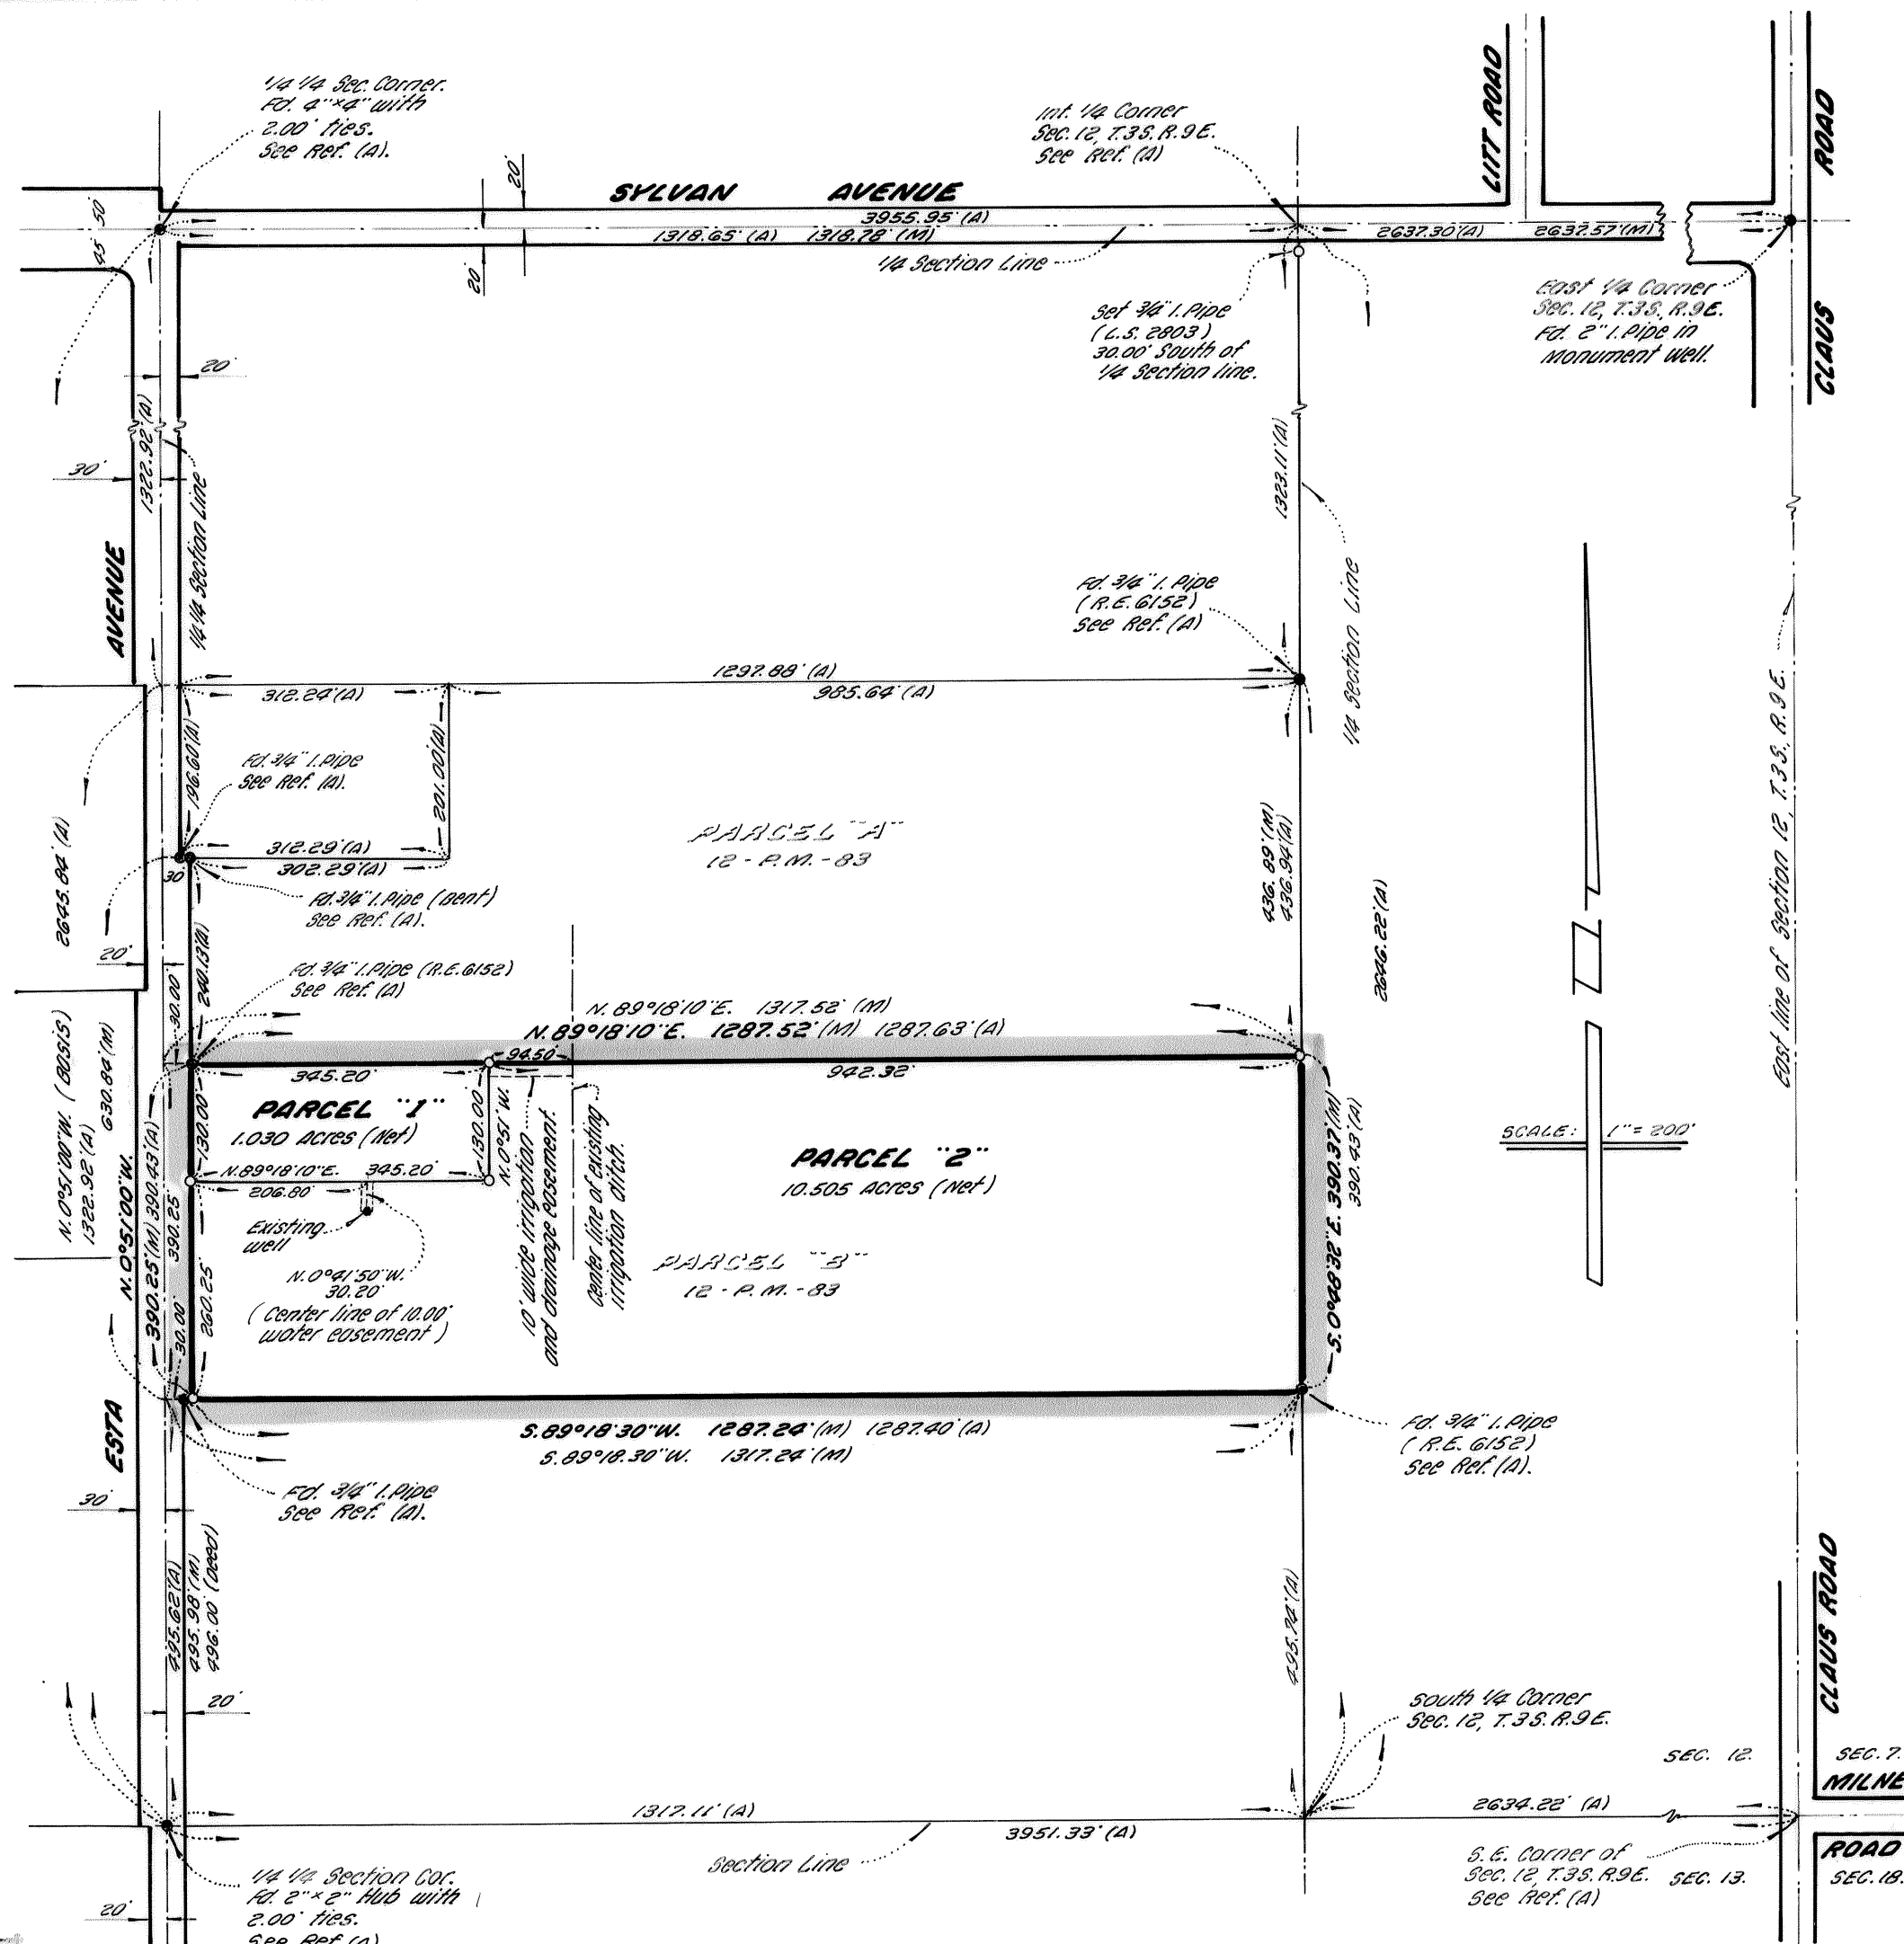 1/4 1/4 Sec. Corner.
Fd. 4"x4" with
2.00' ties.
See Ref. (A).
Int. 1/4 Corner
Sec. 12, T.3S. R.9E.
See Ref. (A)
LITT ROAD
ROAD
CLAUS
20'
SYLVAN AVENUE
3955.95' (A)
1318.65' (A) 1318.78' (M)
2637.30'(A) 2637.57'(M)
50'
45'
20'
1/4 Section Line
Set 3/4" I. Pipe
(L.S. 2803)
30.00' South of
1/4 Section line.
East 1/4 Corner
Sec. 12, T.3S., R.9E.
Fd. 2" I. Pipe in
Monument well.
20'
1322.92'(A)
30'
1/4 1/4 Section Line
AVENUE
1323.11'(A)
1/4 Section Line
Fd. 3/4" I. Pipe
(R.E. 6152)
See Ref. (A)
1297.88' (A)
312.24'(A)
985.64' (A)
196.60'(A)
201.00'(A)
Fd. 3/4" I. Pipe
See Ref. (A).
312.29' (A)
302.29'(A)
30'
Fd. 3/4" I. Pipe (Bent)
See Ref. (A).
PARCEL "A"
12 - P.M. - 83
436.89'(M)
436.94'(A)
2646.22'(A)
2645.84' (A)
20'
240.13'(A)
30.00'
Fd. 3/4" I. Pipe (R.E. 6152)
See Ref. (A)
N. 89°18'10"E. 1317.52' (M)
N. 89°18'10"E. 1287.52' (M) 1287.63' (A)
94.50'
345.20'
942.32'
PARCEL "1"
1.030 Acres (Net)
130.00'
130.00'
N.0°51'W.
N.89°18'10"E. 345.20'
206.80'
Existing
well
N.0°41'50"W.
30.20'
(Center line of 10.00'
water easement)
10' wide irrigation
and drainage easement.
Center line of existing
irrigation ditch.
PARCEL "2"
10.505 Acres (Net)
PARCEL "B"
12 - P.M. - 83
N.0°51'00"W. (BASIS)
1322.92'(A)
630.84'(M)
N.0°51'00"W.
390.25'(M) 390.43'(A)
390.25'
30.00'
260.25'
S.0°48'32"E. 390.37'(M)
390.43'(A)
SCALE: 1" = 200'
East line of Section 12, T.3S., R.9E.
S.89°18'30"W. 1287.24' (M) 1287.40' (A)
S.89°18'30"W. 1317.24' (M)
ESTA
30'
Fd. 3/4" I. Pipe
See Ref. (A).
Fd. 3/4" I. Pipe
(R.E. 6152)
See Ref. (A).
495.62'(A)
495.98'(M)
496.00' (Deed)
495.74'(A)
20'
CLAUS ROAD
South 1/4 Corner
Sec. 12, T.3S. R.9E.
SEC. 12.
SEC. 7.
MILNE
1317.11' (A)
2634.22' (A)
3951.33' (A)
Section Line
S.E. Corner of
Sec. 12, T.3S. R.9E.
See Ref. (A)
SEC. 13.
ROAD
SEC. 18.
1/4 1/4 Section Cor.
Fd. 2"x2" Hub with
2.00' ties.
See Ref. (A)
20'